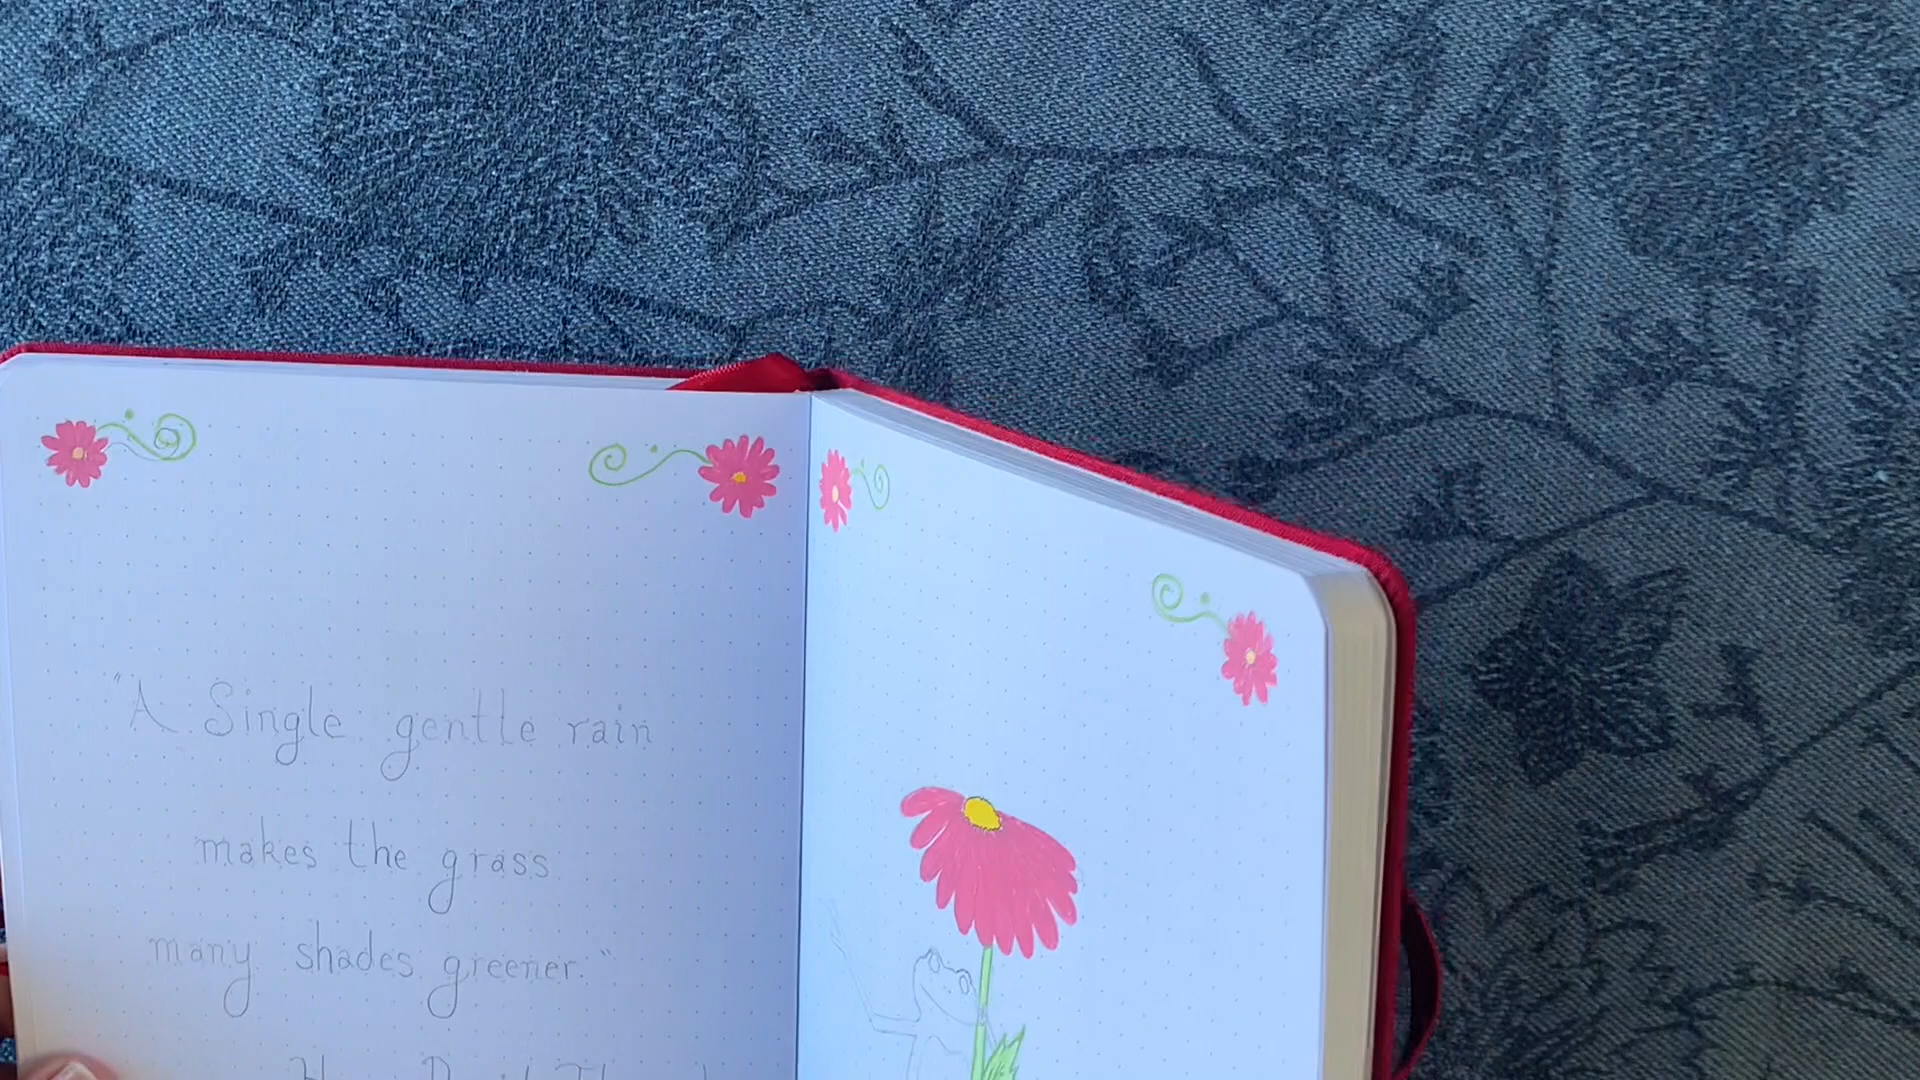 "A Single gentle rain
makes the grass
many shades greener."